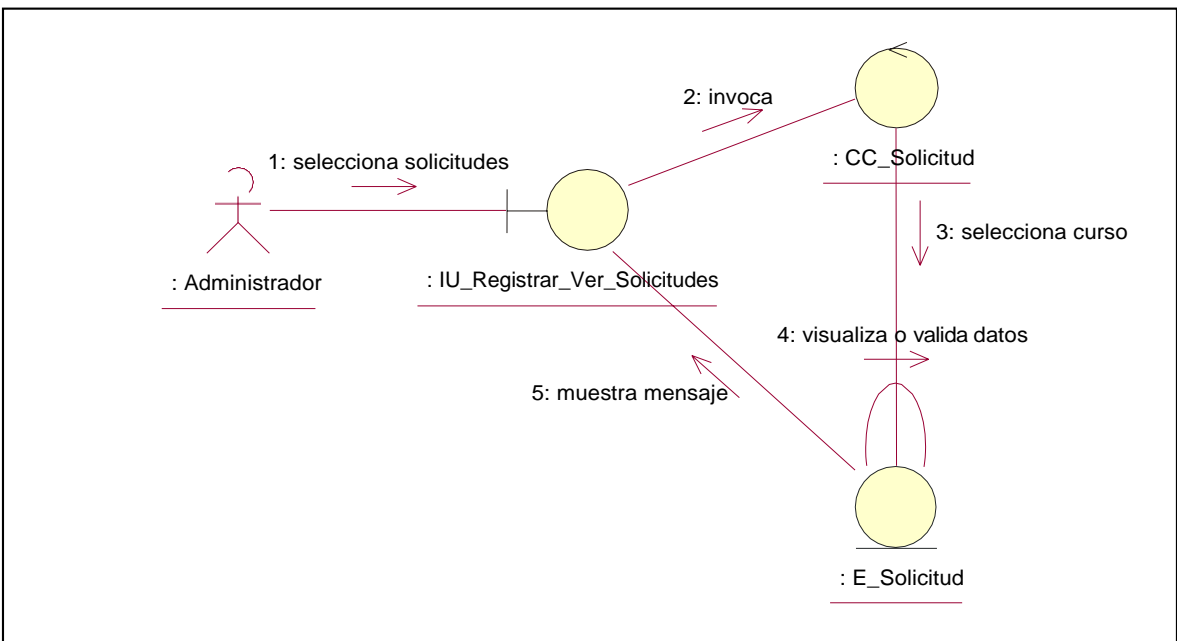 2: invoca
: CC_Solicitud
1: selecciona solicitudes
3: selecciona curso
: Administrador
: IU_Registrar_Ver_Solicitudes
4: visualiza o valida datos
5: muestra mensaje
: E_Solicitud